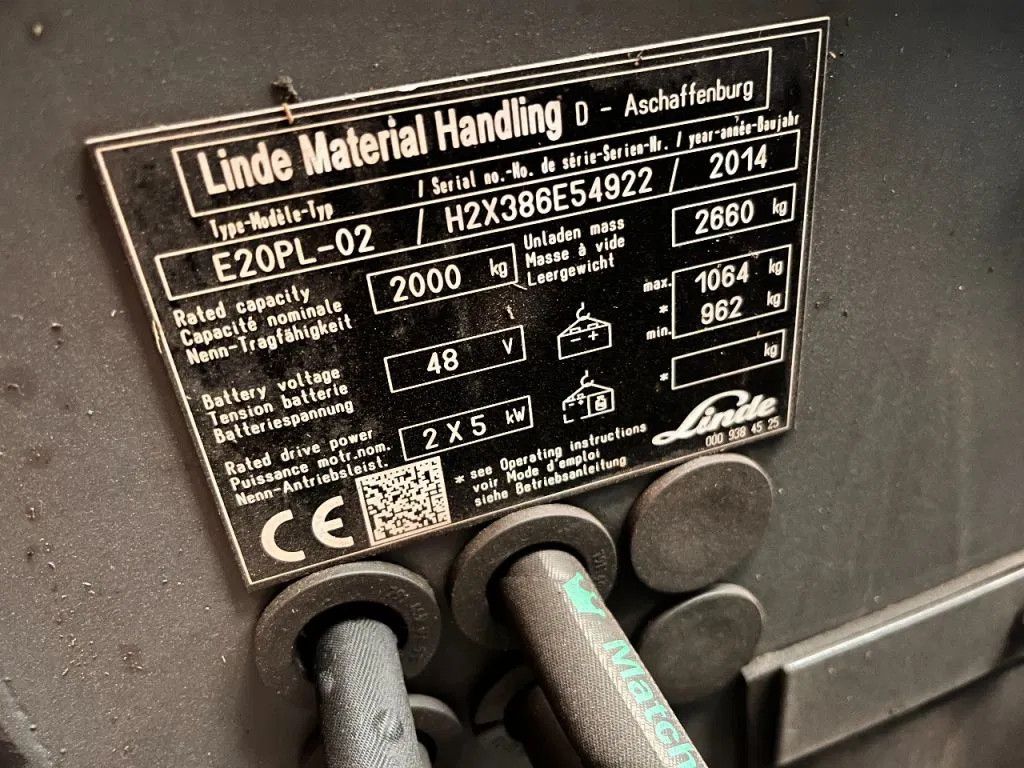 Linde Material Handling D - Aschaffenburg
Type-Modèle-Typ / Serial no.-No. de série-Serien-Nr. / year-année-Baujahr
E20PL-02 / H2X386E54922 / 2014
Rated capacity
Capacité nominale
Nenn-Tragfähigkeit
2000 kg
Unladen mass
Masse à vide
Leergewicht
2660 kg
Battery voltage
Tension batterie
Batteriespannung
48 V
- +
max. 1064 kg
*
min. 962 kg
Rated drive power
Puissance motr.nom.
Nenn-Antriebsleist.
2 X 5 kW
- +
* kg
* see Operating instructions
voir Mode d'emploi
siehe Betriebsanleitung
Linde
000 938 45 25
CE
Match